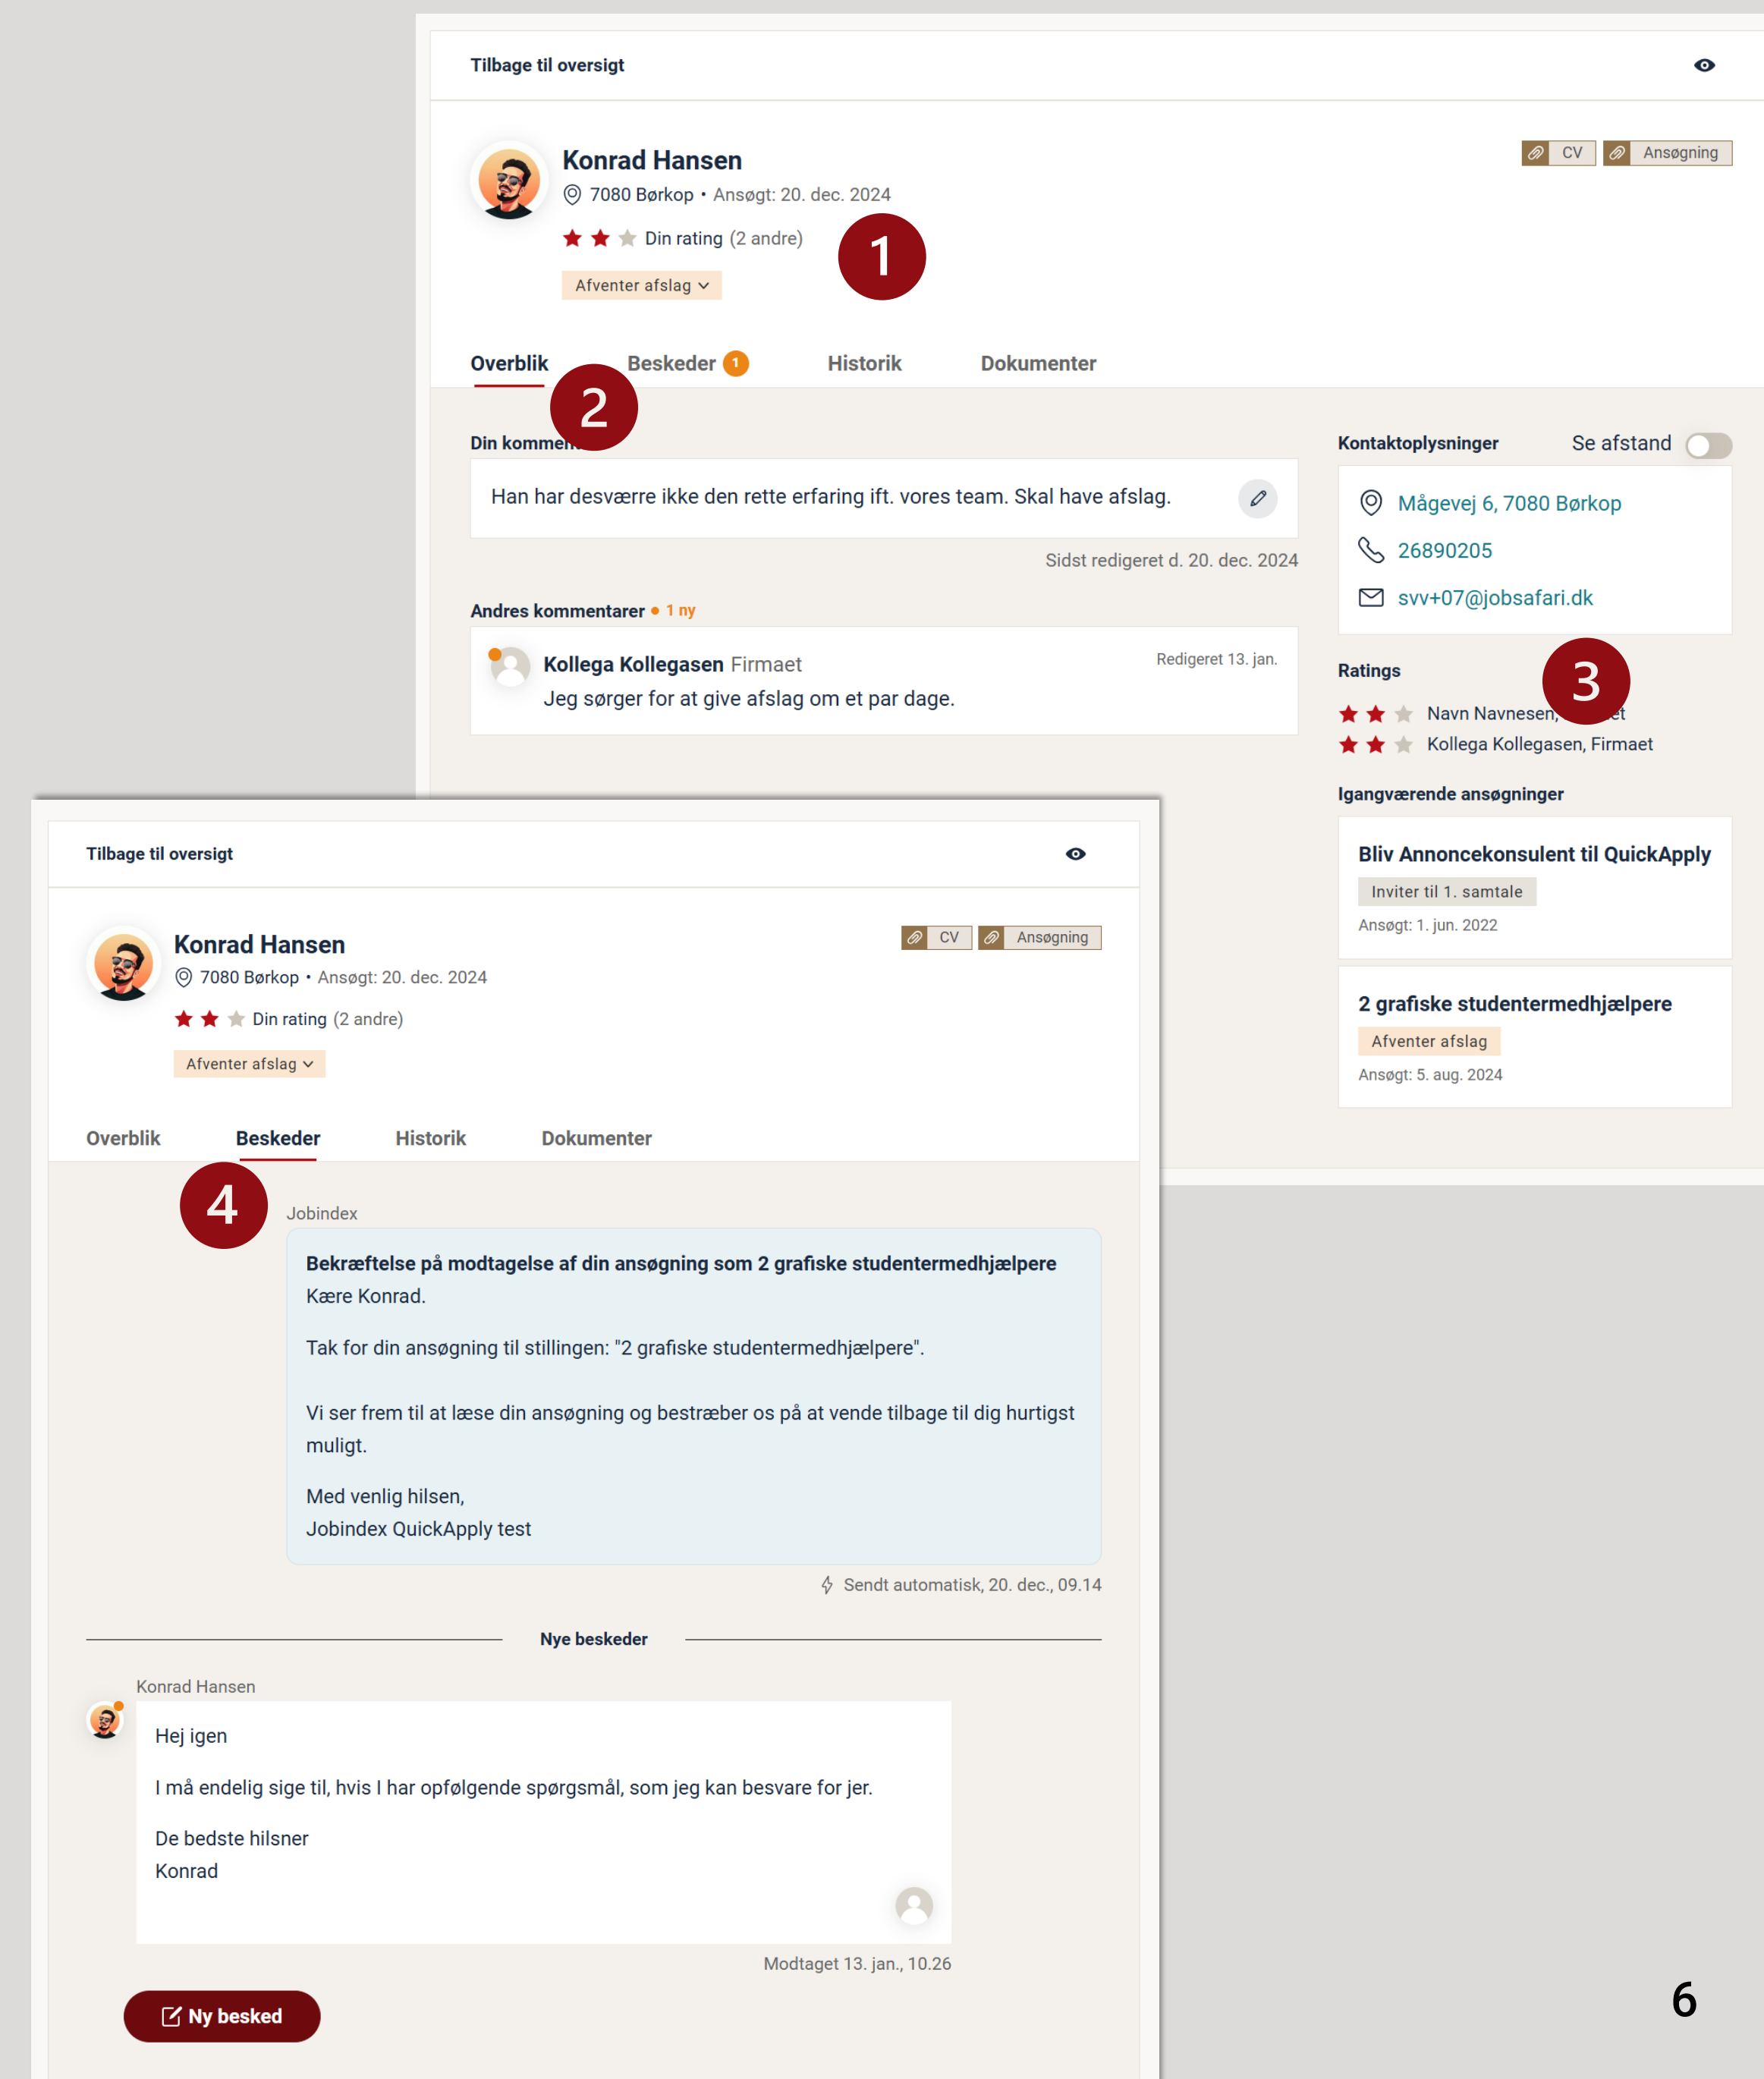 Tilbage til oversigt
Konrad Hansen
7080 Børkop • Ansøgt: 20. dec. 2024
CV
Ansøgning
Din rating (2 andre)
1
Afventer afslag
Overblik
Beskeder 1
Historik
Dokumenter
2
Din
Han har desværre ikke den rette erfaring ift. vores team. Skal have afslag.
Sidst redigeret d. 20. dec. 2024
Andres kommentarer • 1 ny
Kollega Kollegasen Firmaet
Redigeret 13. jan.
Jeg sørger for at give afslag om et par dage.
Kontaktoplysninger
Se afstand
Mågevej 6, 7080 Børkop
26890205
svv+07@jobsafari.dk
3
Ratings
Navn Navnesen,
Kollega Kollegasen, Firmaet
Igangværende ansøgninger
Bliv Annoncekonsulent til QuickApply
Inviter til 1. samtale
Ansøgt: 1. jun. 2022
2 grafiske studentermedhjælpere
Afventer afslag
Ansøgt: 5. aug. 2024
Tilbage til oversigt
Konrad Hansen
7080 Børkop • Ansøgt: 20. dec. 2024
CV
Ansøgning
Din rating (2 andre)
Afventer afslag
Overblik
Beskeder
Historik
Dokumenter
4
Jobindex
Bekræftelse på modtagelse af din ansøgning som 2 grafiske studentermedhjælpere
Kære Konrad.
Tak for din ansøgning til stillingen: "2 grafiske studentermedhjælpere".
Vi ser frem til at læse din ansøgning og bestræber os på at vende tilbage til dig hurtigst
muligt.
Med venlig hilsen,
Jobindex QuickApply test
Sendt automatisk, 20. dec., 09.14
Nye beskeder
Konrad Hansen
Hej igen
I må endelig sige til, hvis I har opfølgende spørgsmål, som jeg kan besvare for jer.
De bedste hilsner
Konrad
Modtaget 13. jan., 10.26
Ny besked
6